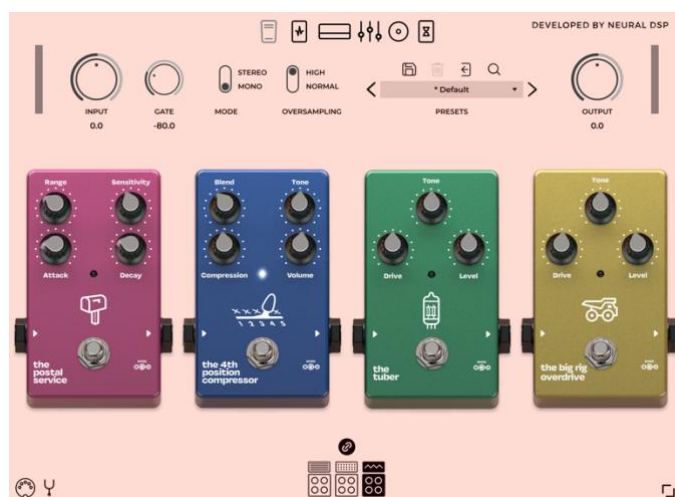 DEVELOPED BY NEURAL DSP
STEREO
MONO
HIGH
NORMAL
* Default
INPUT
GATE
MODE
OVERSAMPLING
PRESETS
OUTPUT
0.0
-80.0
0.0
Range
Sensitivity
Attack
Decay
the
postal
service
Blend
Tone
Compression
Volume
1 2 3 4 5
the 4th
position
compressor
Tone
Drive
Level
the
tuber
Tone
Drive
Level
the big rig
overdrive